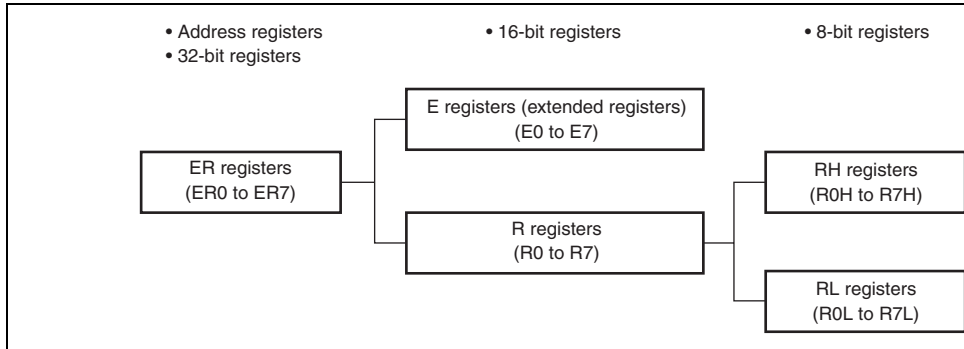 • Address registers
• 32-bit registers
• 16-bit registers
• 8-bit registers
E registers (extended registers)
(E0 to E7)
ER registers
(ER0 to ER7)
RH registers
(R0H to R7H)
R registers
(R0 to R7)
RL registers
(R0L to R7L)